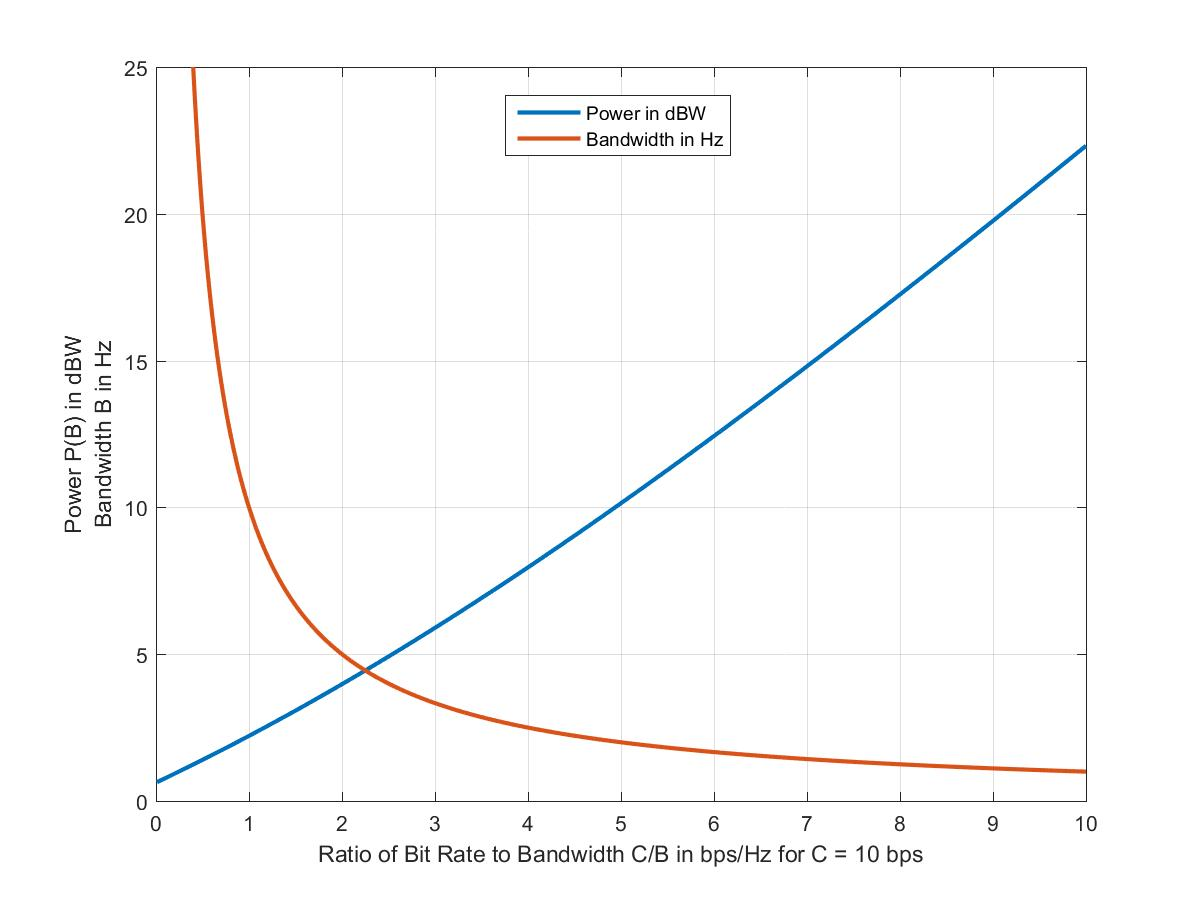 25
20
15
10
5
0
Power P(B) in dBW
Bandwidth B in Hz
Power in dBW
Bandwidth in Hz
0 1 2 3 4 5 6 7 8 9 10
Ratio of Bit Rate to Bandwidth C/B in bps/Hz for C = 10 bps